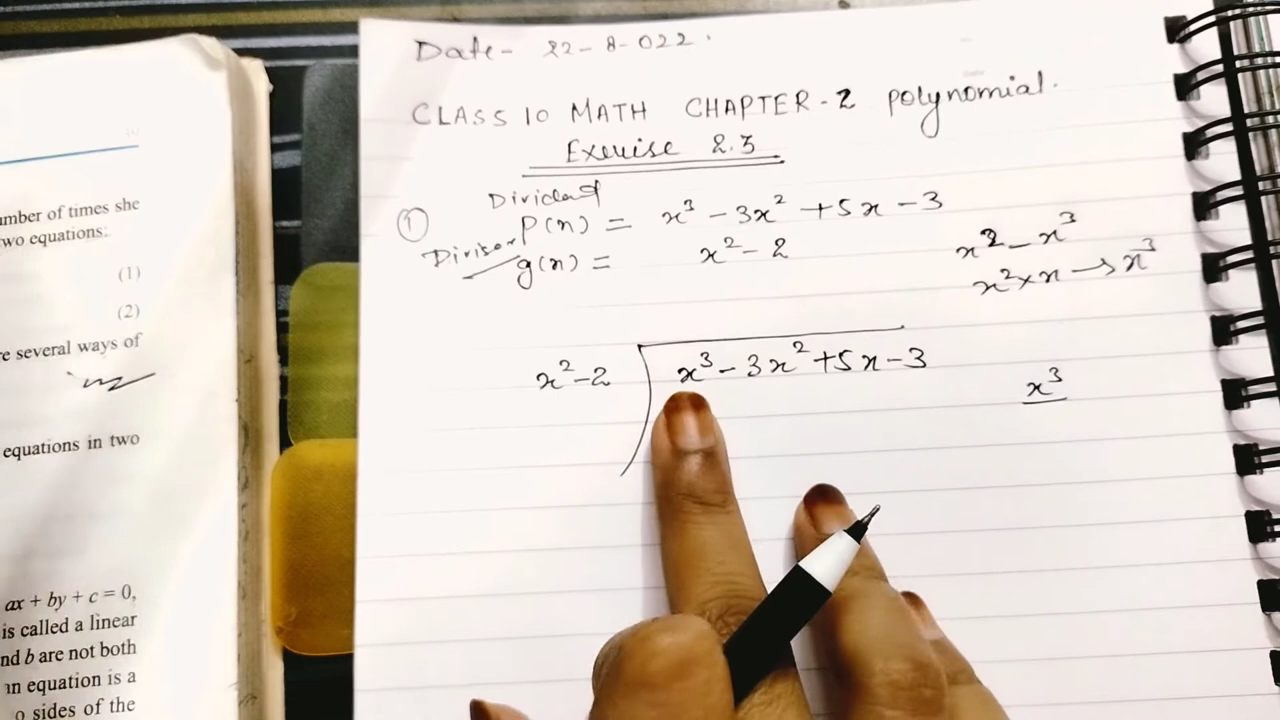 umber of times she
wo equations:
(1)
(2)
e several ways of
equations in two
ax + by + c = 0,
is called a linear
nd b are not both
an equation is a
o sides of the
Date- 22-8-022.
CLASS 10 MATH CHAPTER-2 polynomial.
Exercise 2.3
Dividend
① P(x) = x³ - 3x² + 5x - 3
Divisor g(x) = x² - 2
x² - x³
x² × x → x³
x² - 2 x³ - 3x² + 5x - 3
x³